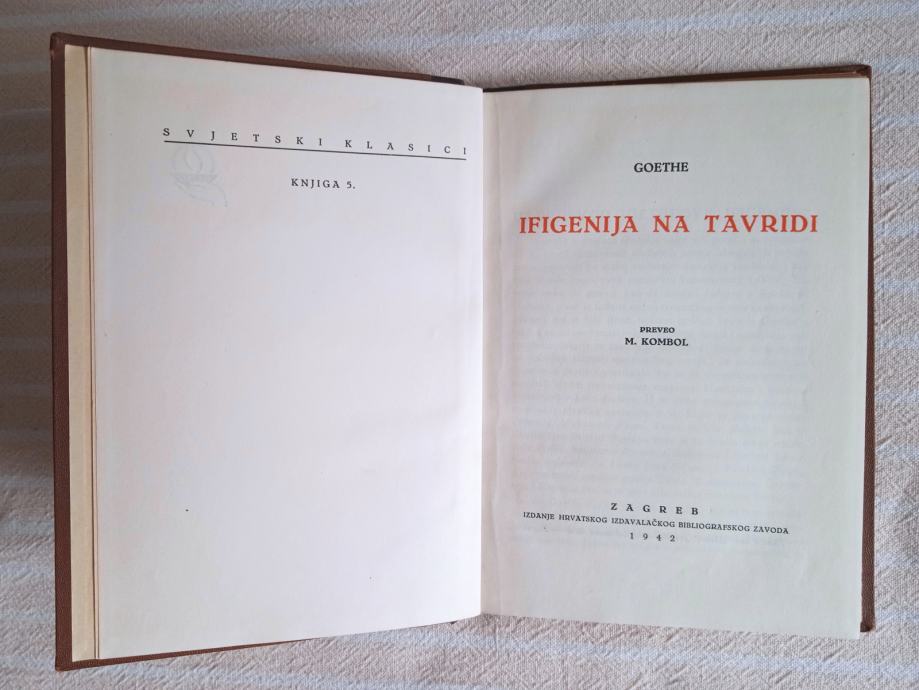 SVJETSKI KLASICI
KNJIGA 5.
GOETHE
IFIGENIJA NA TAVRIDI
PREVEO
M. KOMBOL
ZAGREB
IZDANJE HRVATSKOG IZDAVALAČKOG BIBLIOGRAFSKOG ZAVODA
1942